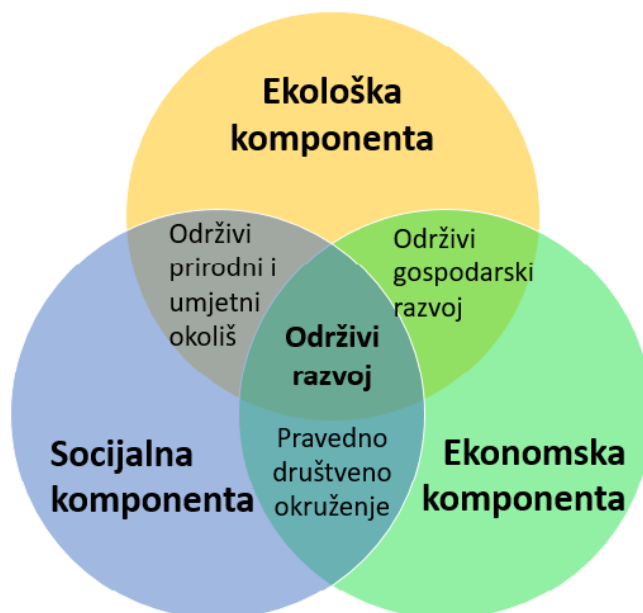 Ekološka
komponenta
Održivi
prirodni i
umjetni
okoliš
Održivi
gospodarski
razvoj
Održivi
razvoj
Socijalna
komponenta
Pravedno
društveno
okruženje
Ekonomska
komponenta